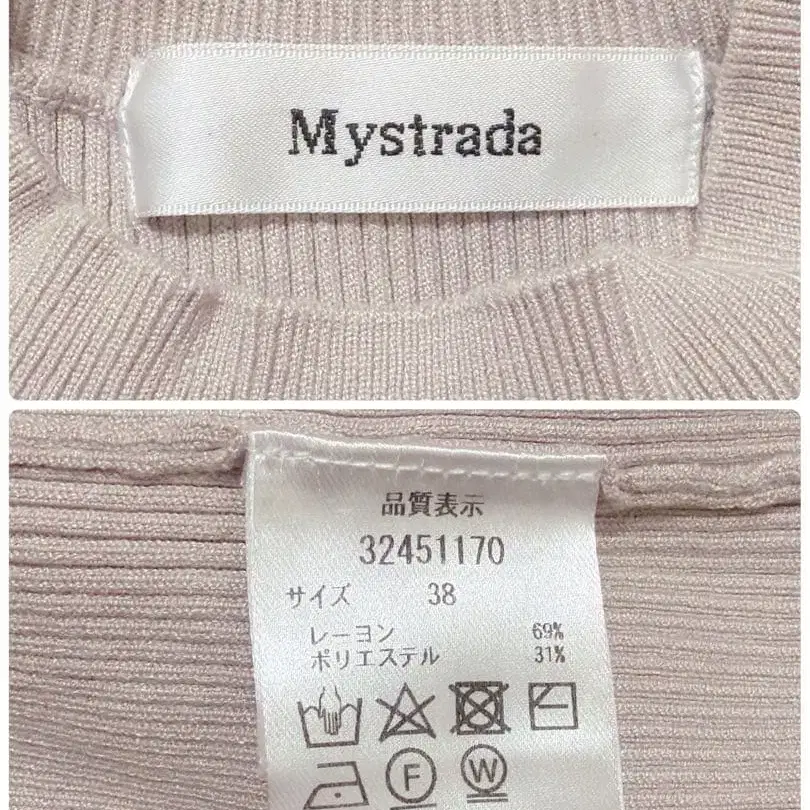 Mystrada
品質表示
32451170
サイズ 38
レーヨン 69%
ポリエステル 31%
F W